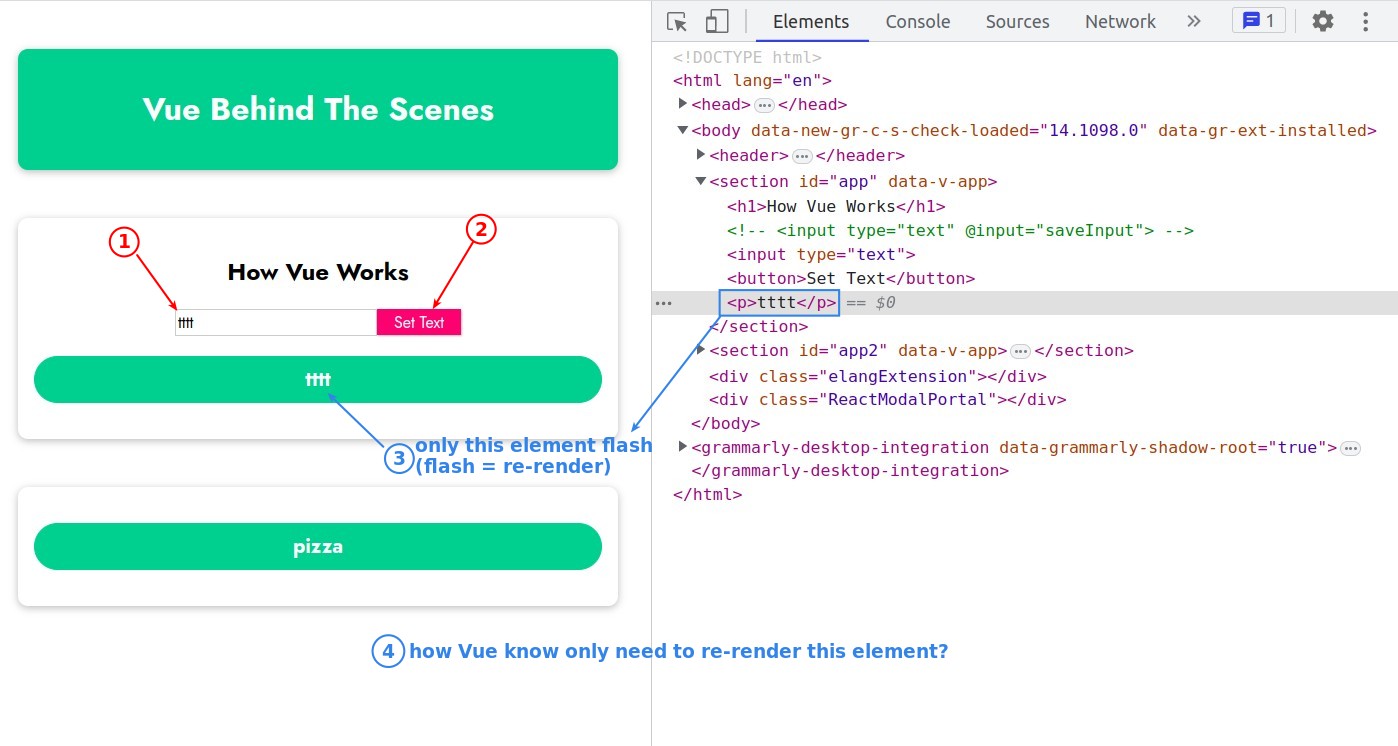 Vue Behind The Scenes
1
2
How Vue Works
tttt
Set Text
tttt
3
only this element flash
(flash = re-render)
pizza
4 how Vue know only need to re-render this element?
Elements Console Sources Network » 1
<!DOCTYPE html>
<html lang="en">
<head>…</head>
<body data-new-gr-c-s-check-loaded="14.1098.0" data-gr-ext-installed>
<header>…</header>
<section id="app" data-v-app>
<h1>How Vue Works</h1>
<!-- <input type="text" @input="saveInput"> -->
<input type="text">
<button>Set Text</button>
… <p>tttt</p> == $0
</section>
<section id="app2" data-v-app>…</section>
<div class="elangExtension"></div>
<div class="ReactModalPortal"></div>
</body>
<grammarly-desktop-integration data-grammarly-shadow-root="true">…
</grammarly-desktop-integration>
</html>